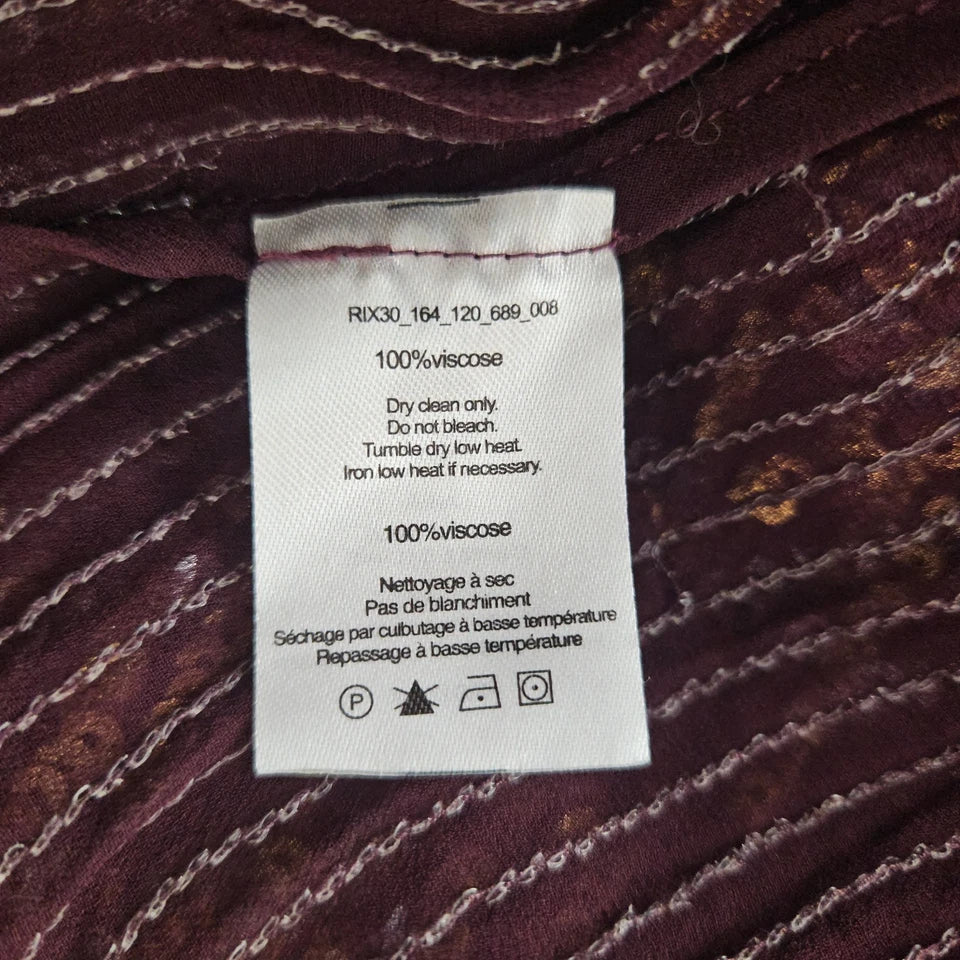 RIX30_164_120_689_008
100%viscose
Dry clean only.
Do not bleach.
Tumble dry low heat.
Iron low heat if necessary.
100%viscose
Nettoyage à sec
Pas de blanchiment
Séchage par culbutage à basse température
Repassage à basse température
P